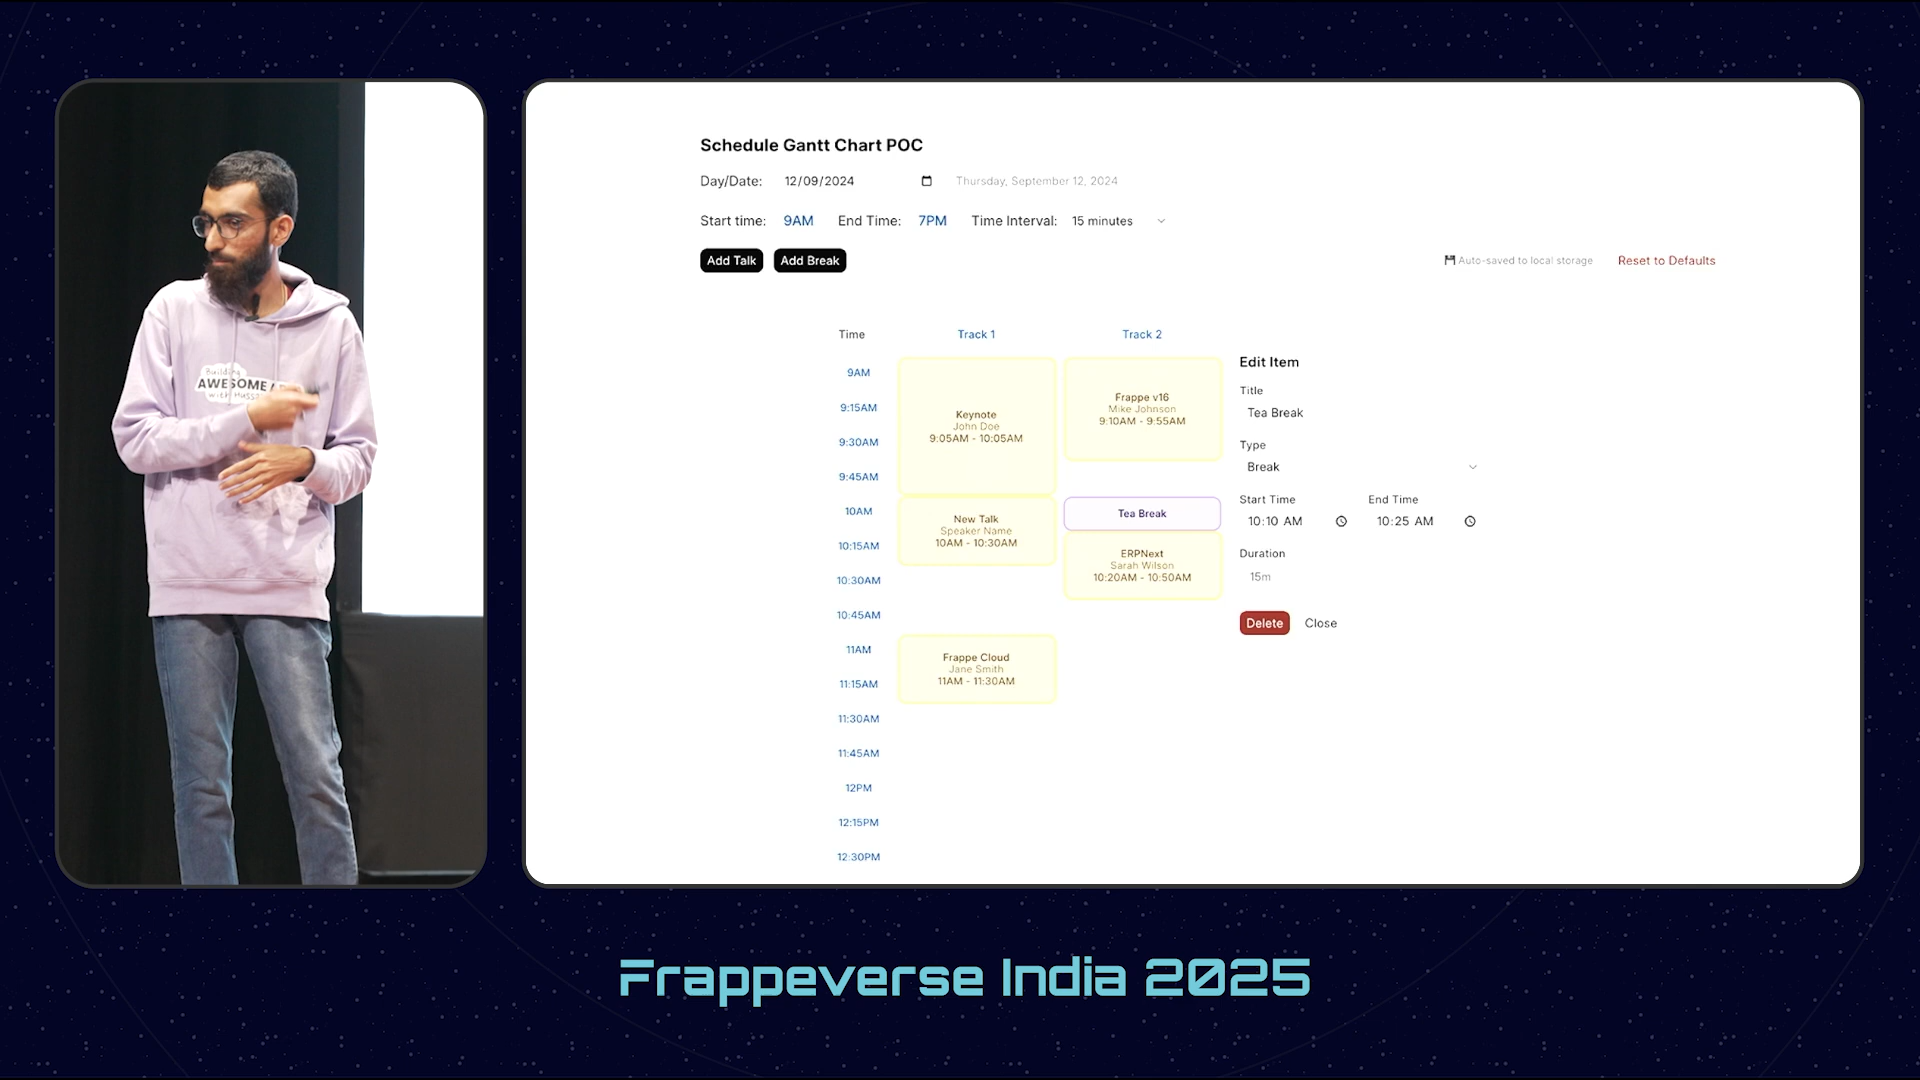 Building
AWESOME A
with Huss
Schedule Gantt Chart POC
Day/Date: 12/09/2024 Thursday, September 12, 2024
Start time: 9AM End Time: 7PM Time Interval: 15 minutes
Add Talk Add Break Auto-saved to local storage Reset to Defaults
Time Track 1 Track 2
9AM
9:15AM
9:30AM
9:45AM
10AM
10:15AM
10:30AM
10:45AM
11AM
11:15AM
11:30AM
11:45AM
12PM
12:15PM
12:30PM
Keynote
John Doe
9:05AM - 10:05AM
New Talk
Speaker Name
10AM - 10:30AM
Frappe Cloud
Jane Smith
11AM - 11:30AM
Frappe v16
Mike Johnson
9:10AM - 9:55AM
Tea Break
ERPNext
Sarah Wilson
10:20AM - 10:50AM
Edit Item
Title
Tea Break
Type
Break
Start Time End Time
10:10 AM 10:25 AM
Duration
15m
Delete Close
Frappeverse India 2025